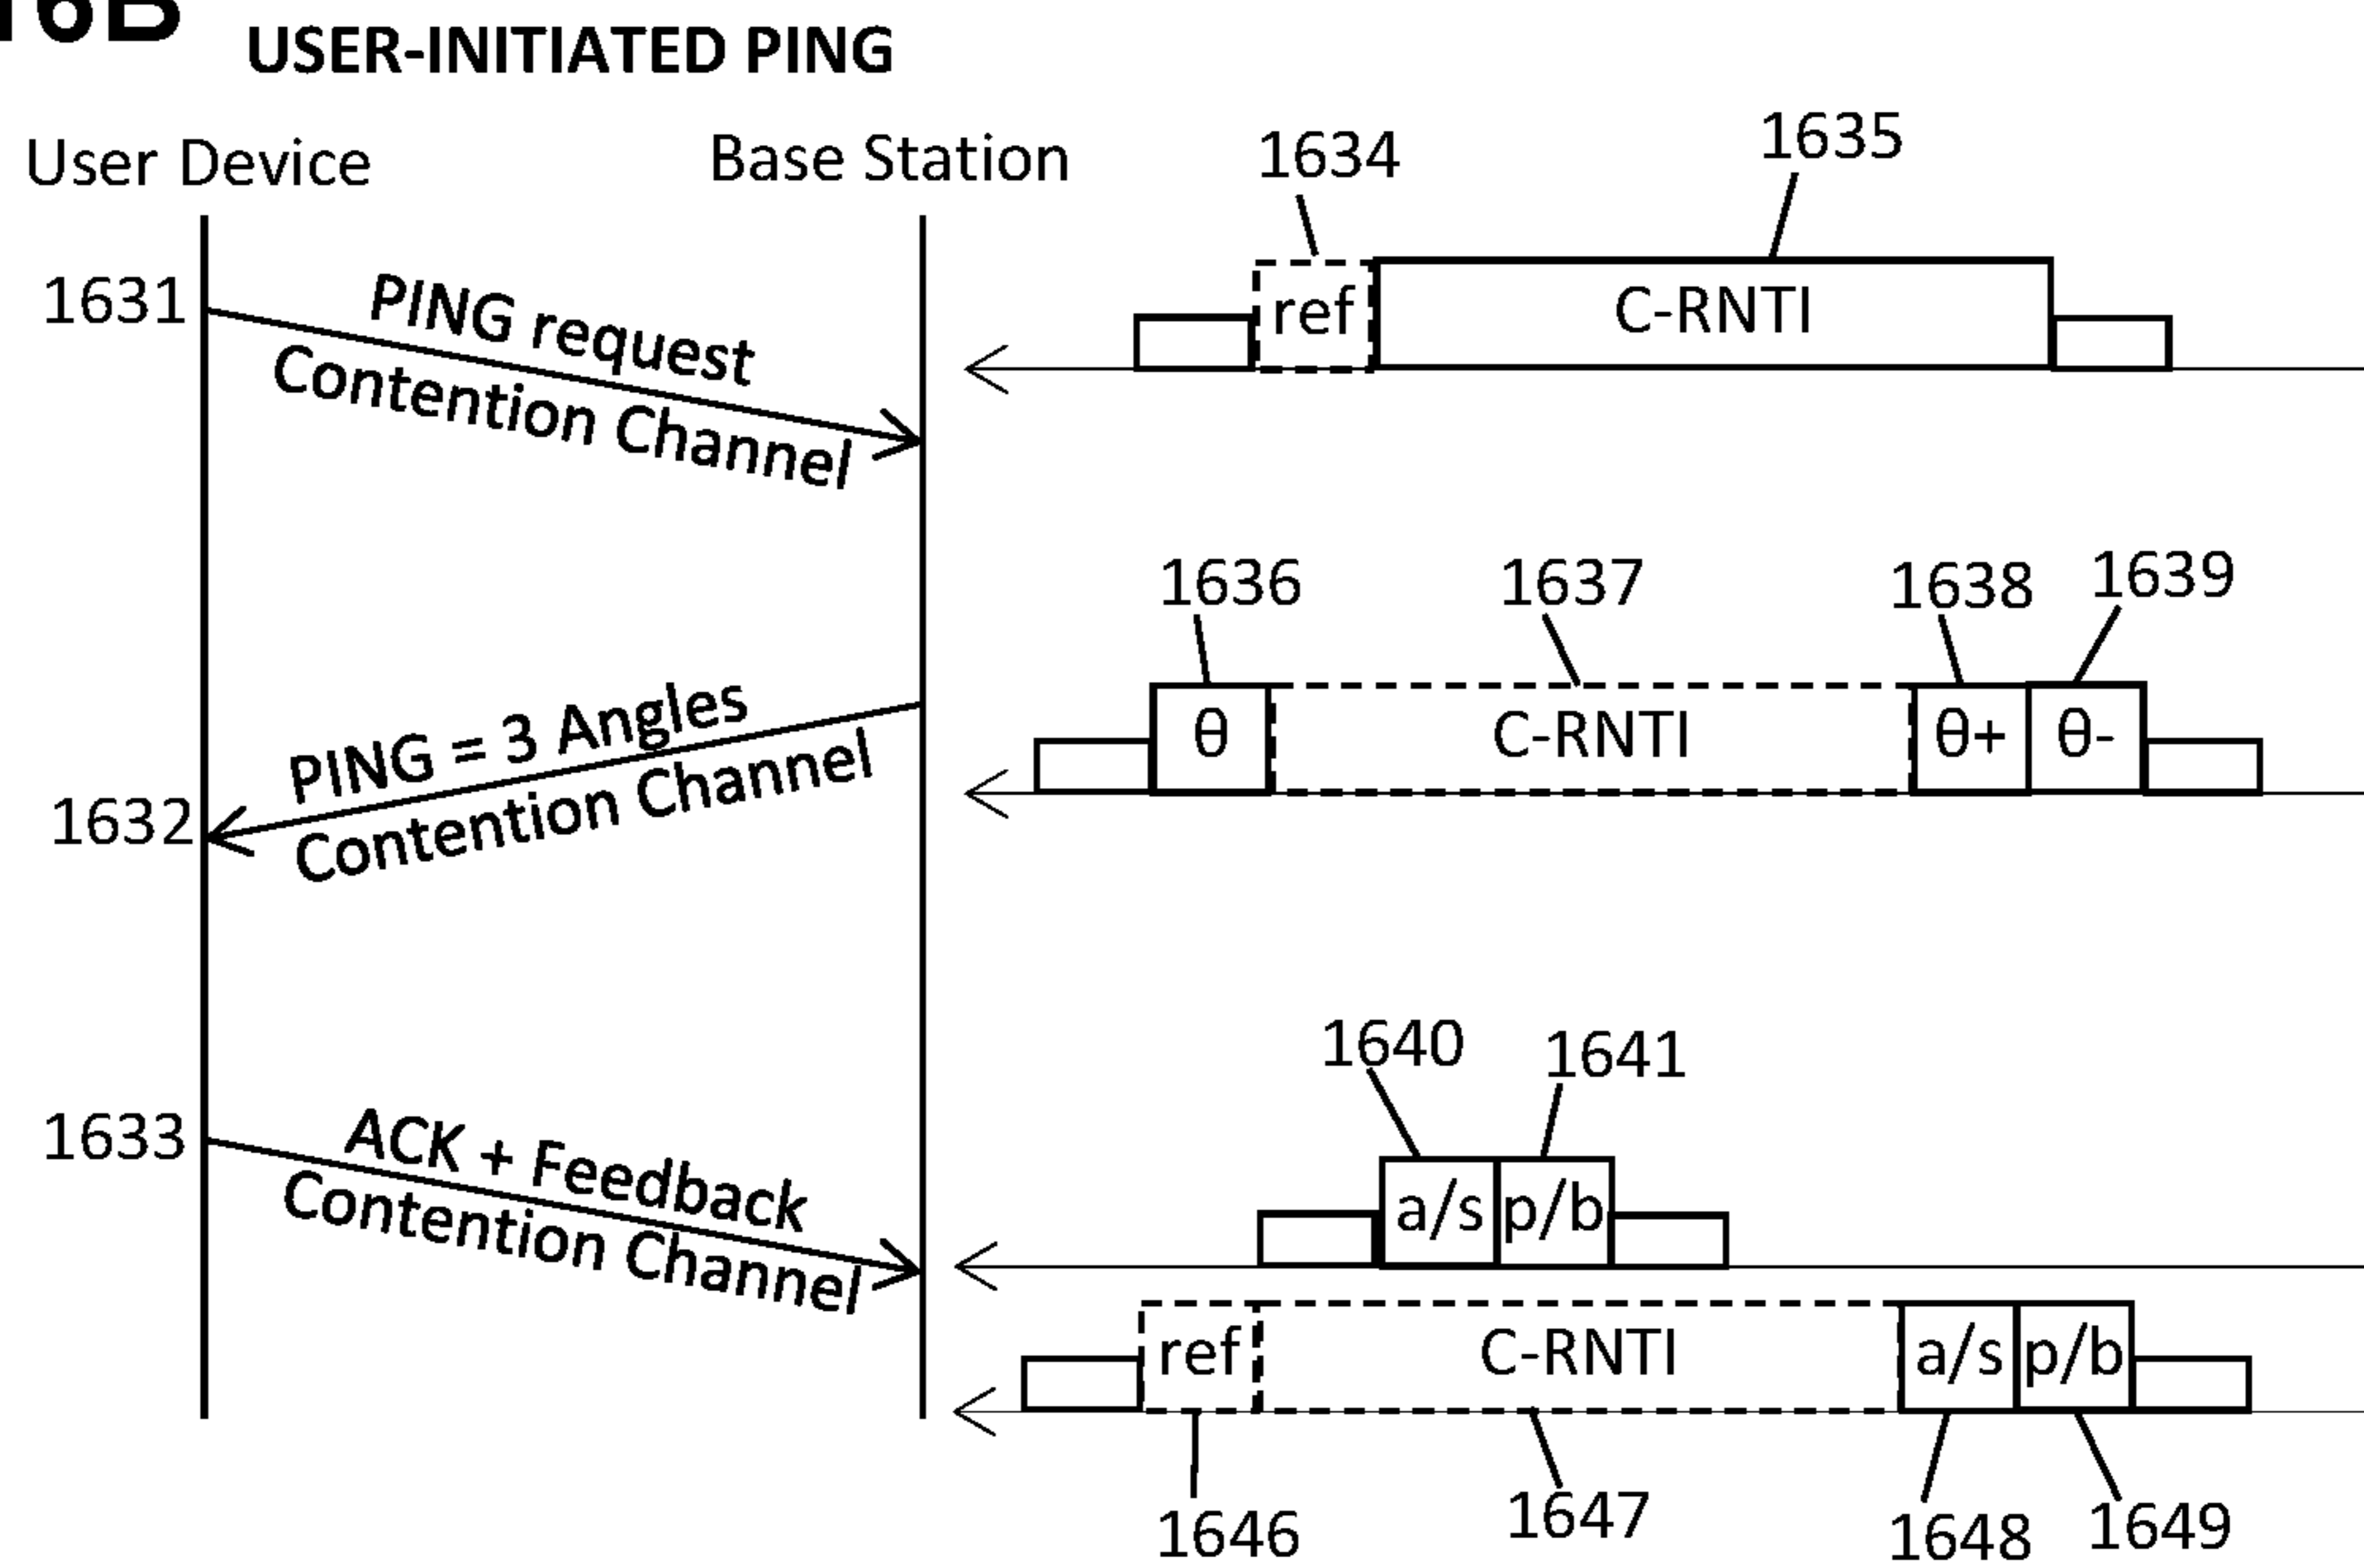 16B
USER-INITIATED PING
User Device
Base Station
1634
1635
1631
PING request
Contention Channel
ref
C-RNTI
1636
1637
1638
1639
PING = 3 Angles
Contention Channel
1632
θ
C-RNTI
θ+
θ-
1640
1641
1633
ACK + Feedback
Contention Channel
a/s
p/b
ref
C-RNTI
a/s
p/b
1646
1647
1648
1649